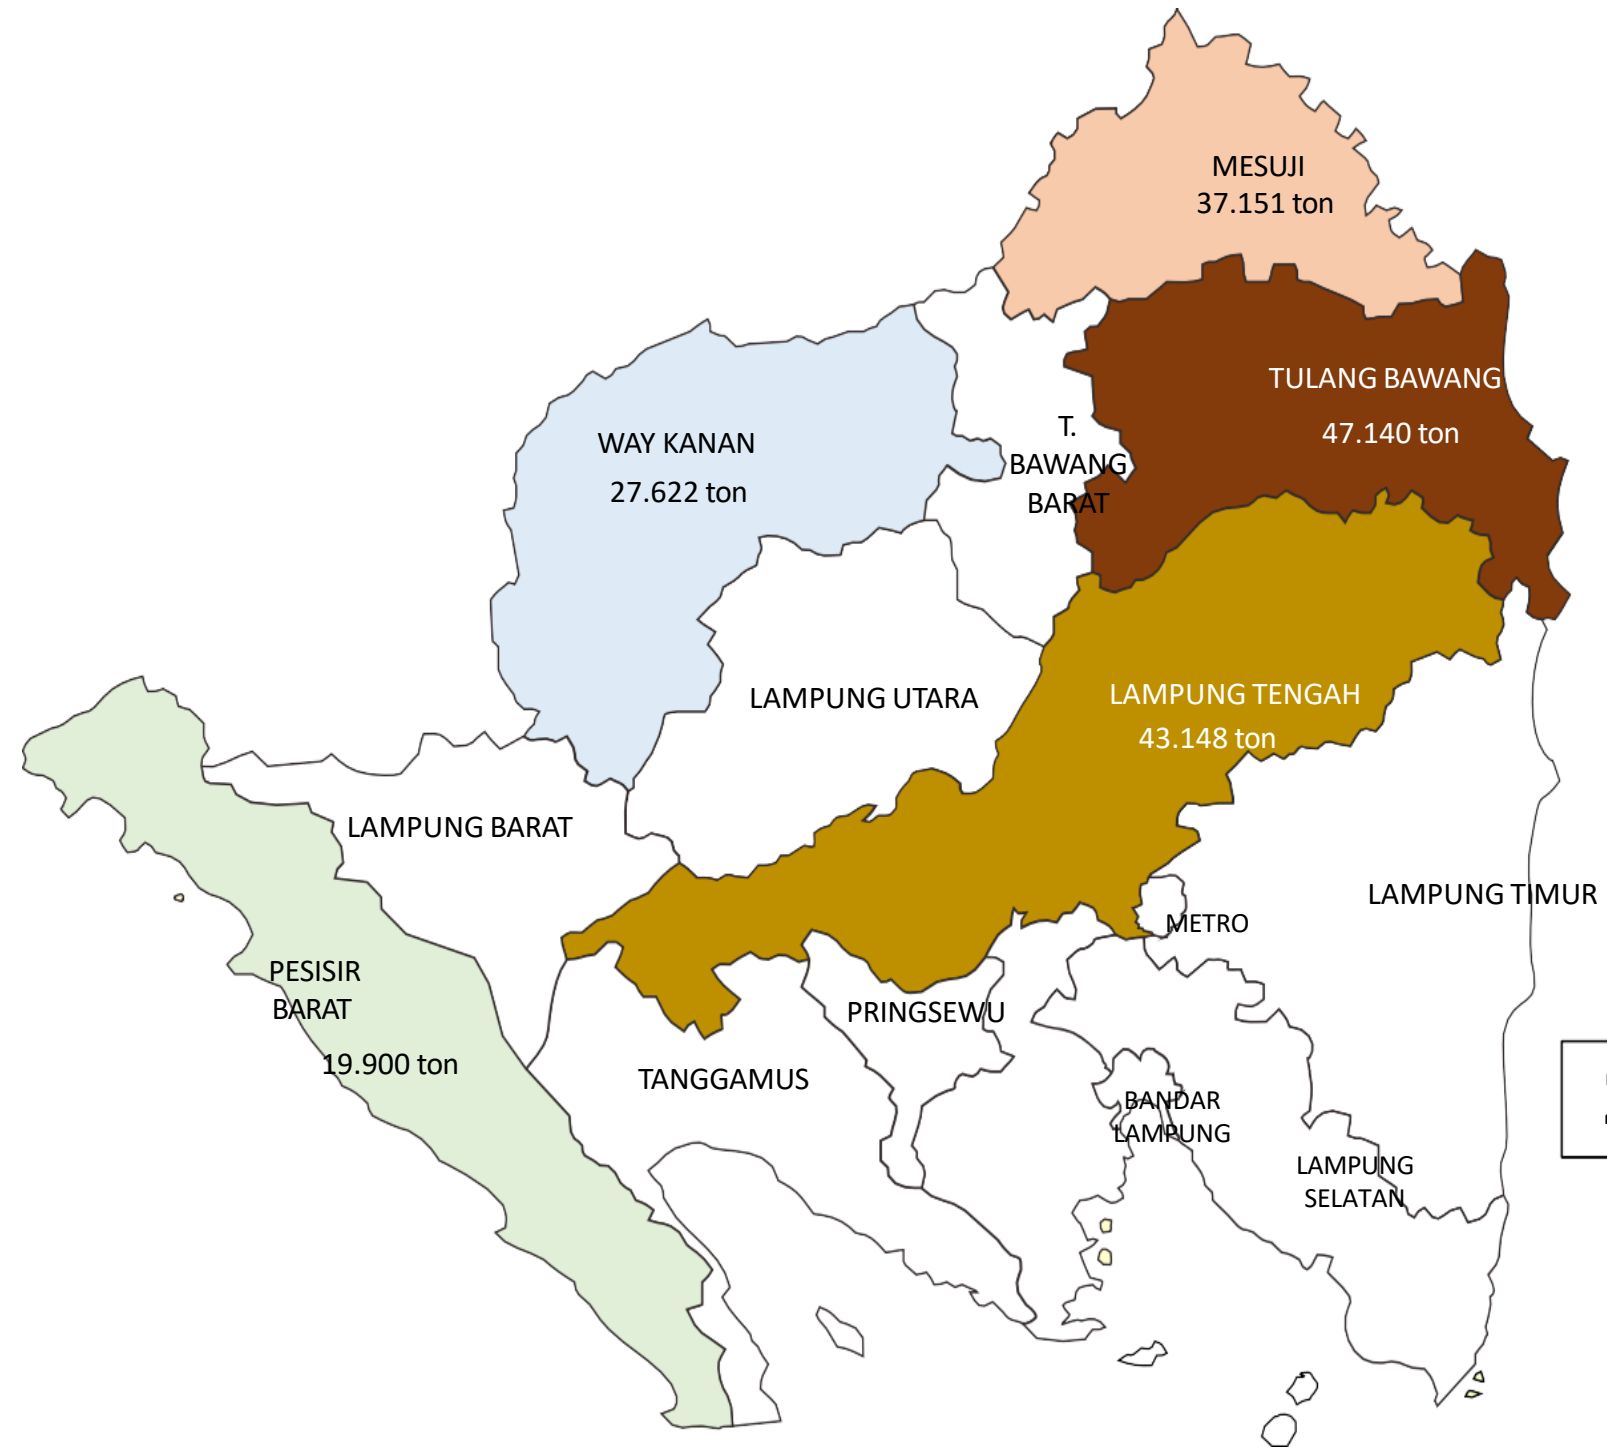 MESUJI
37.151 ton
TULANG BAWANG
47.140 ton
WAY KANAN
27.622 ton
T.
BAWANG
BARAT
LAMPUNG UTARA
LAMPUNG TENGAH
43.148 ton
LAMPUNG BARAT
LAMPUNG TIMUR
METRO
PESISIR
BARAT
19.900 ton
PRINGSEWU
TANGGAMUS
BANDAR
LAMPUNG
LAMPUNG
SELATAN